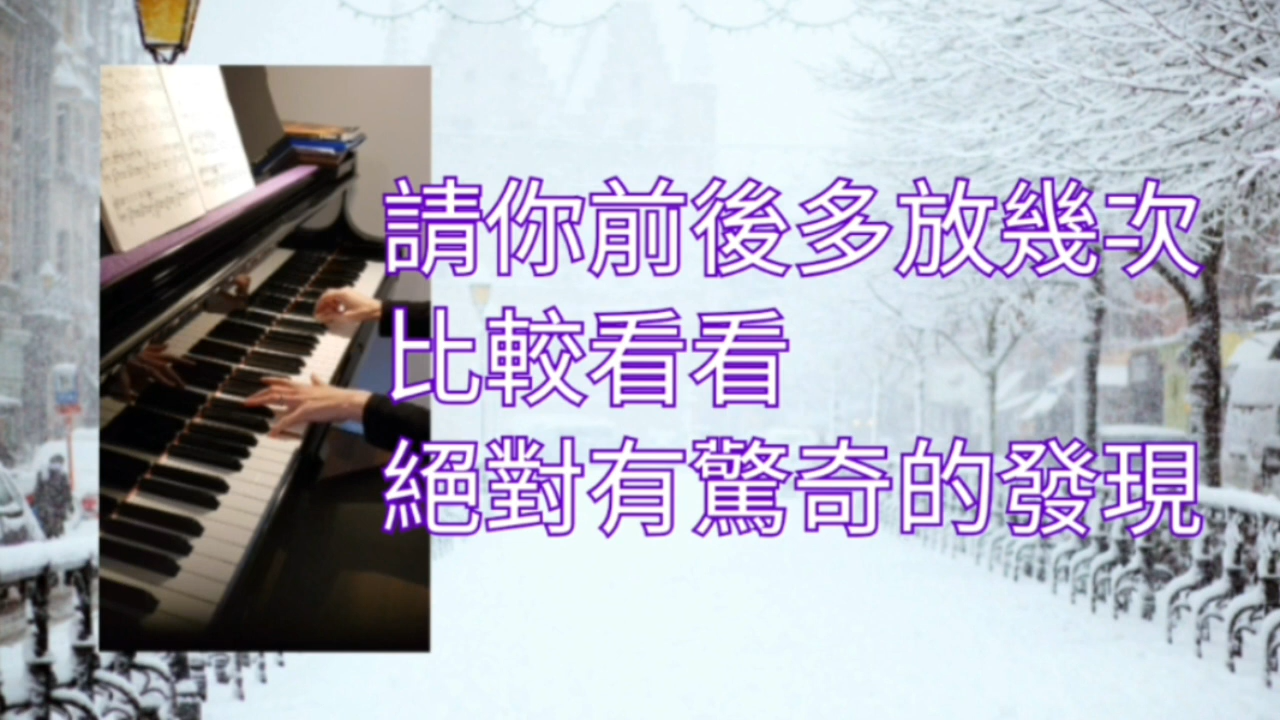 請你前後多放幾次
比較看看
絕對有驚奇的發現